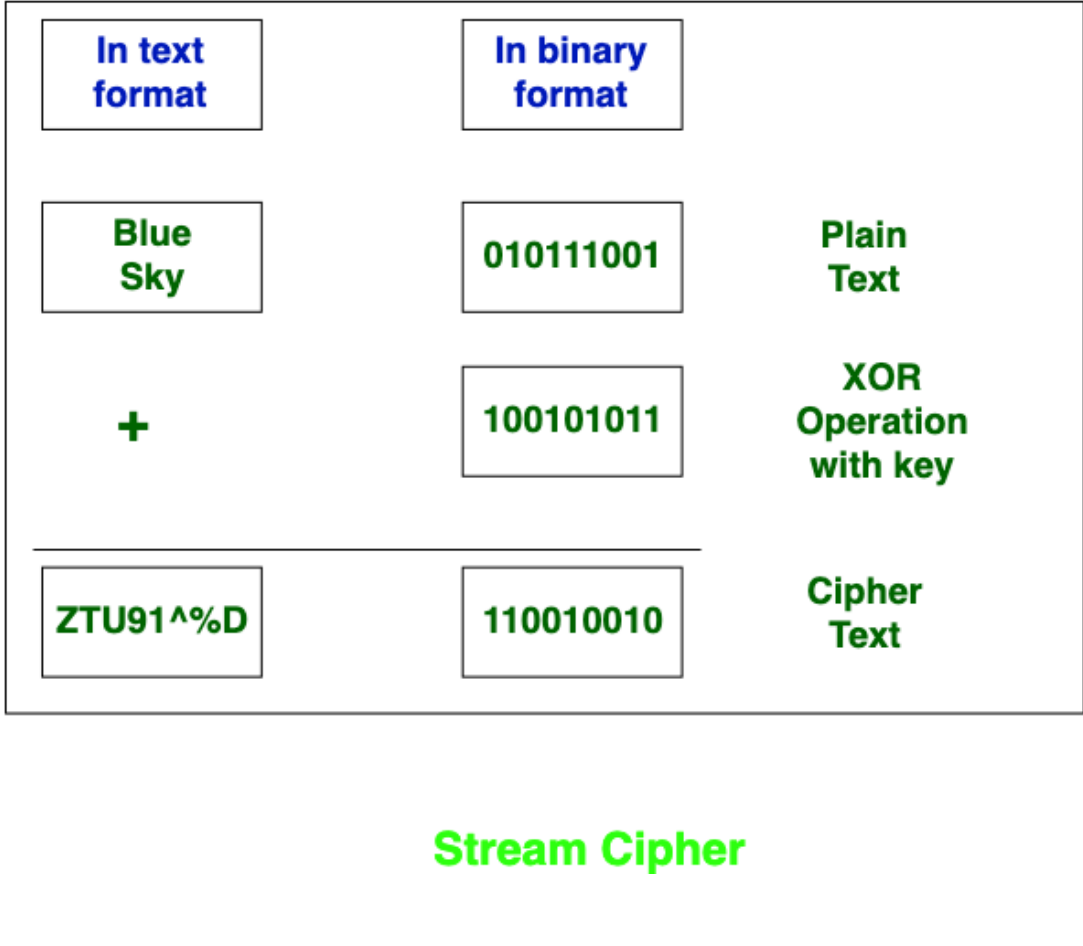 In text
format
In binary
format
Blue
Sky
010111001
Plain
Text
+
100101011
XOR
Operation
with key
ZTU91^%D
110010010
Cipher
Text
Stream Cipher